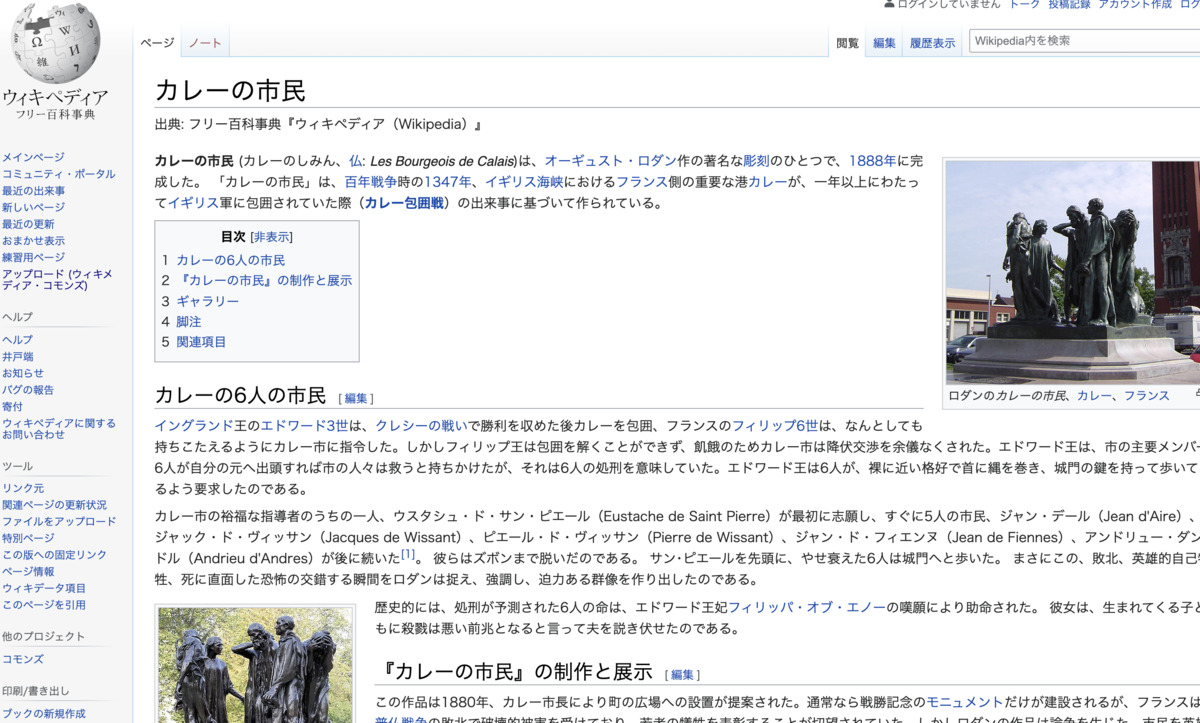 ログインしていません トーク 投稿記録 アカウント作成 ログ
ページ ノート 閲覧 編集 履歴表示 Wikipedia内を検索
Ω W И 維
ウィキペディア
フリー百科事典
メインページ
コミュニティ・ポータル
最近の出来事
新しいページ
最近の更新
おまかせ表示
練習用ページ
アップロード (ウィキメ
ディア・コモンズ)
ヘルプ
ヘルプ
井戸端
お知らせ
バグの報告
寄付
ウィキペディアに関する
お問い合わせ
ツール
リンク元
関連ページの更新状況
ファイルをアップロード
特別ページ
この版への固定リンク
ページ情報
ウィキデータ項目
このページを引用
他のプロジェクト
コモンズ
印刷/書き出し
ブックの新規作成
カレーの市民
出典: フリー百科事典『ウィキペディア（Wikipedia）』
カレーの市民 (カレーのしみん、仏: Les Bourgeois de Calais)は、オーギュスト・ロダン作の著名な彫刻のひとつで、1888年に完
成した。 「カレーの市民」は、百年戦争時の1347年、イギリス海峡におけるフランス側の重要な港カレーが、一年以上にわたっ
てイギリス軍に包囲されていた際（カレー包囲戦）の出来事に基づいて作られている。
目次 [非表示]
1 カレーの6人の市民
2 『カレーの市民』の制作と展示
3 ギャラリー
4 脚注
5 関連項目
ロダンのカレーの市民、カレー、フランス
カレーの6人の市民 [編集]
イングランド王のエドワード3世は、クレシーの戦いで勝利を収めた後カレーを包囲、フランスのフィリップ6世は、なんとしても
持ちこたえるようにカレー市に指令した。しかしフィリップ王は包囲を解くことができず、飢餓のためカレー市は降伏交渉を余儀なくされた。エドワード王は、市の主要メンバー
6人が自分の元へ出頭すれば市の人々は救うと持ちかけたが、それは6人の処刑を意味していた。エドワード王は6人が、裸に近い格好で首に縄を巻き、城門の鍵を持って歩いて
るよう要求したのである。
カレー市の裕福な指導者のうちの一人、ウスタシュ・ド・サン・ピエール（Eustache de Saint Pierre）が最初に志願し、すぐに5人の市民、ジャン・デール（Jean d'Aire）、
ジャック・ド・ヴィッサン（Jacques de Wissant）、ピエール・ド・ヴィッサン（Pierre de Wissant）、ジャン・ド・フィエンヌ（Jean de Fiennes）、アンドリュー・ダン
ドル（Andrieu d'Andres）が後に続いた[1]。 彼らはズボンまで脱いだのである。 サン・ピエールを先頭に、やせ衰えた6人は城門へと歩いた。 まさにこの、敗北、英雄的自己
牲、死に直面した恐怖の交錯する瞬間をロダンは捉え、強調し、迫力ある群像を作り出したのである。
歴史的には、処刑が予測された6人の命は、エドワード王妃フィリッパ・オブ・エノーの嘆願により助命された。 彼女は、生まれてくる子と
もに殺戮は悪い前兆となると言って夫を説き伏せたのである。
『カレーの市民』の制作と展示 [編集]
この作品は1880年、カレー市長により町の広場への設置が提案された。通常なら戦勝記念のモニュメントだけが建設されるが、フランスは